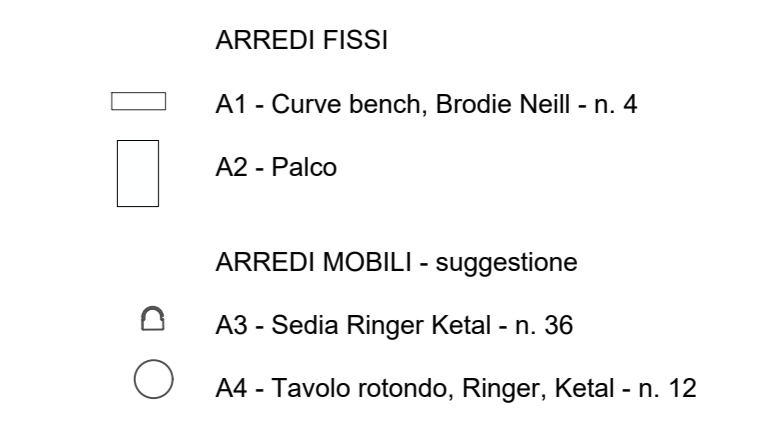 ARREDI FISSI
A1 - Curve bench, Brodie Neill - n. 4
A2 - Palco
ARREDI MOBILI - suggestione
A3 - Sedia Ringer Ketal - n. 36
A4 - Tavolo rotondo, Ringer, Ketal - n. 12